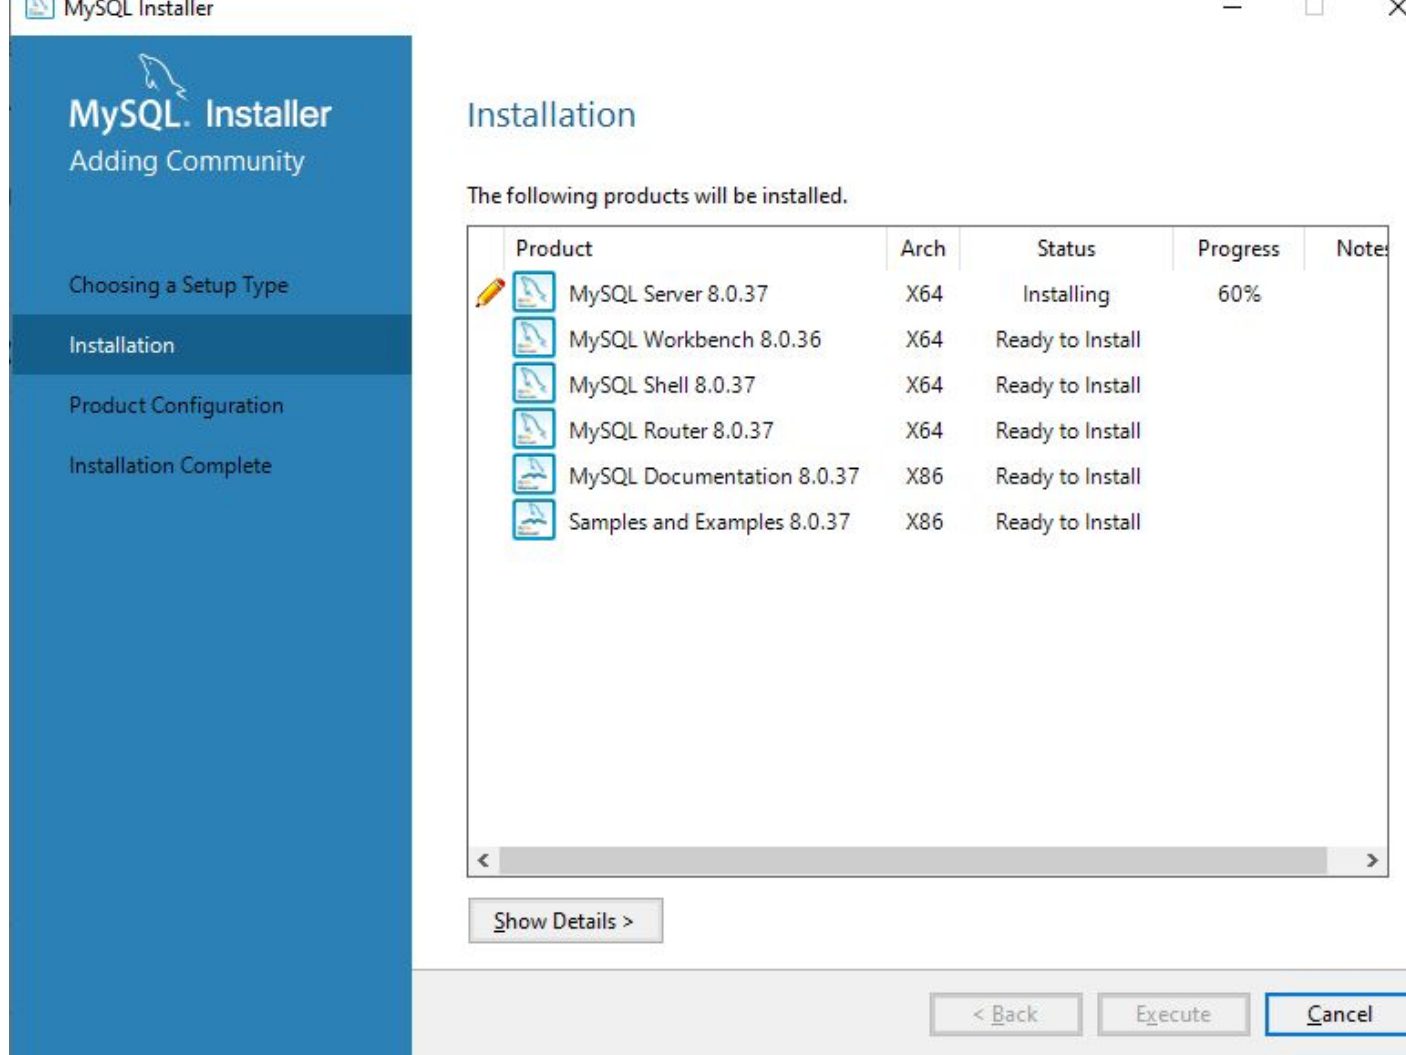 MySQL Installer
MySQL. Installer
Adding Community
Choosing a Setup Type
Installation
Product Configuration
Installation Complete
Installation
The following products will be installed.
Product Arch Status Progress Notes
MySQL Server 8.0.37 X64 Installing 60%
MySQL Workbench 8.0.36 X64 Ready to Install
MySQL Shell 8.0.37 X64 Ready to Install
MySQL Router 8.0.37 X64 Ready to Install
MySQL Documentation 8.0.37 X86 Ready to Install
Samples and Examples 8.0.37 X86 Ready to Install
Show Details >
< Back Execute Cancel